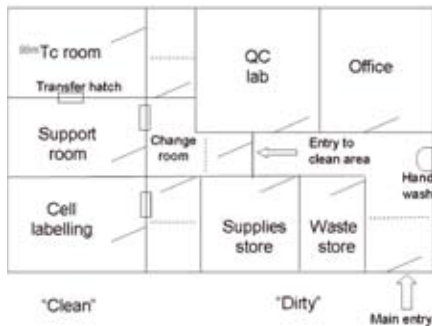 99mTc room
QC
lab
Office
Transfer hatch
Support
room
Change
room
Entry to
clean area
Hand
wash
Cell
labelling
Supplies
store
Waste
store
"Clean"
"Dirty"
Main entry